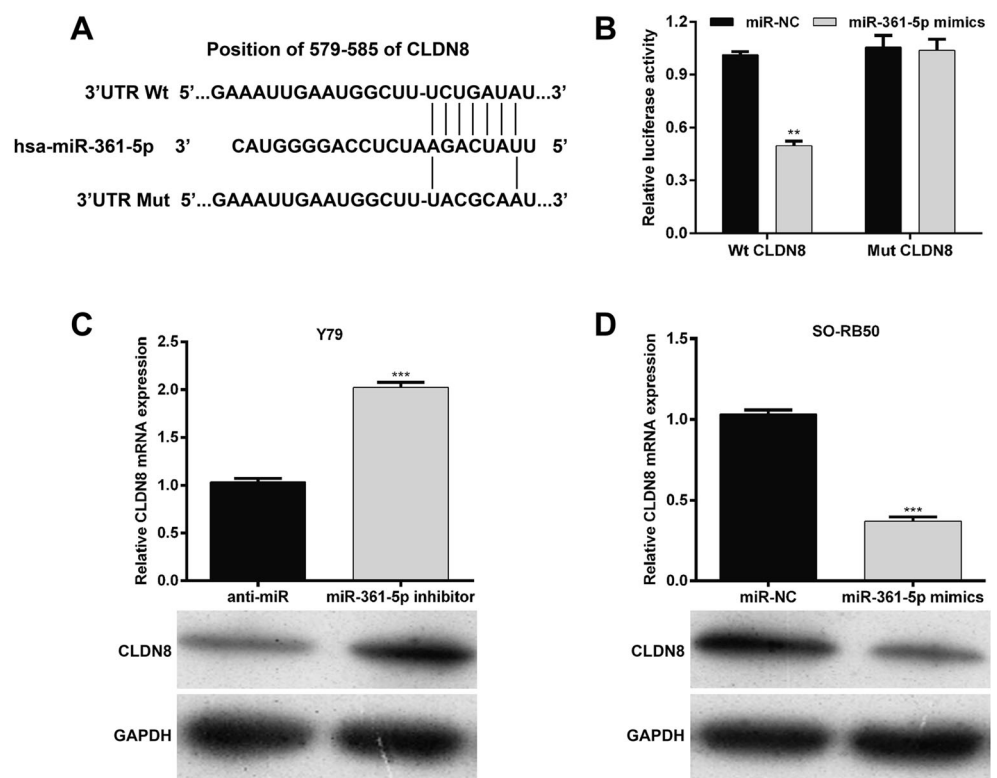 A
Position of 579-585 of CLDN8
3'UTR Wt 5'...GAAAUUGAAUGGCUU-UCUGAUAU...3'
hsa-miR-361-5p 3' CAUGGGGACCUCUAAGACUAUU 5'
3'UTR Mut 5'...GAAAUUGAAUGGCUU-UACGCAAU...3'
B
miR-NC miR-361-5p mimics
Relative luciferase activity
1.2
0.9
0.6
0.3
0.0
**
Wt CLDN8 Mut CLDN8
C
Y79
Relative CLDN8 mRNA expression
2.5
2.0
1.5
1.0
0.5
0.0
***
anti-miR miR-361-5p inhibitor
CLDN8
GAPDH
D
SO-RB50
Relative CLDN8 mRNA expression
1.5
1.0
0.5
0.0
***
miR-NC miR-361-5p mimics
CLDN8
GAPDH